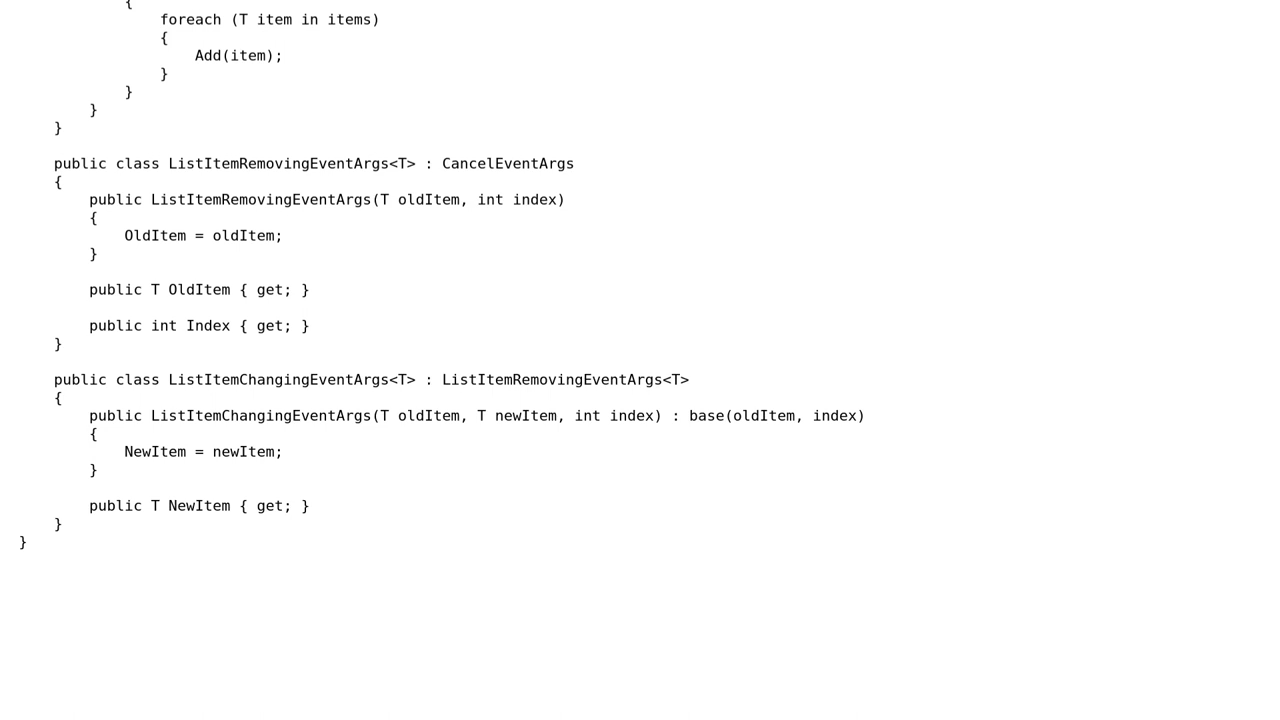 {
foreach (T item in items)
{
Add(item);
}
}
}
}
public class ListItemRemovingEventArgs<T> : CancelEventArgs
{
public ListItemRemovingEventArgs(T oldItem, int index)
{
OldItem = oldItem;
}
public T OldItem { get; }
public int Index { get; }
}
public class ListItemChangingEventArgs<T> : ListItemRemovingEventArgs<T>
{
public ListItemChangingEventArgs(T oldItem, T newItem, int index) : base(oldItem, index)
{
NewItem = newItem;
}
public T NewItem { get; }
}
}